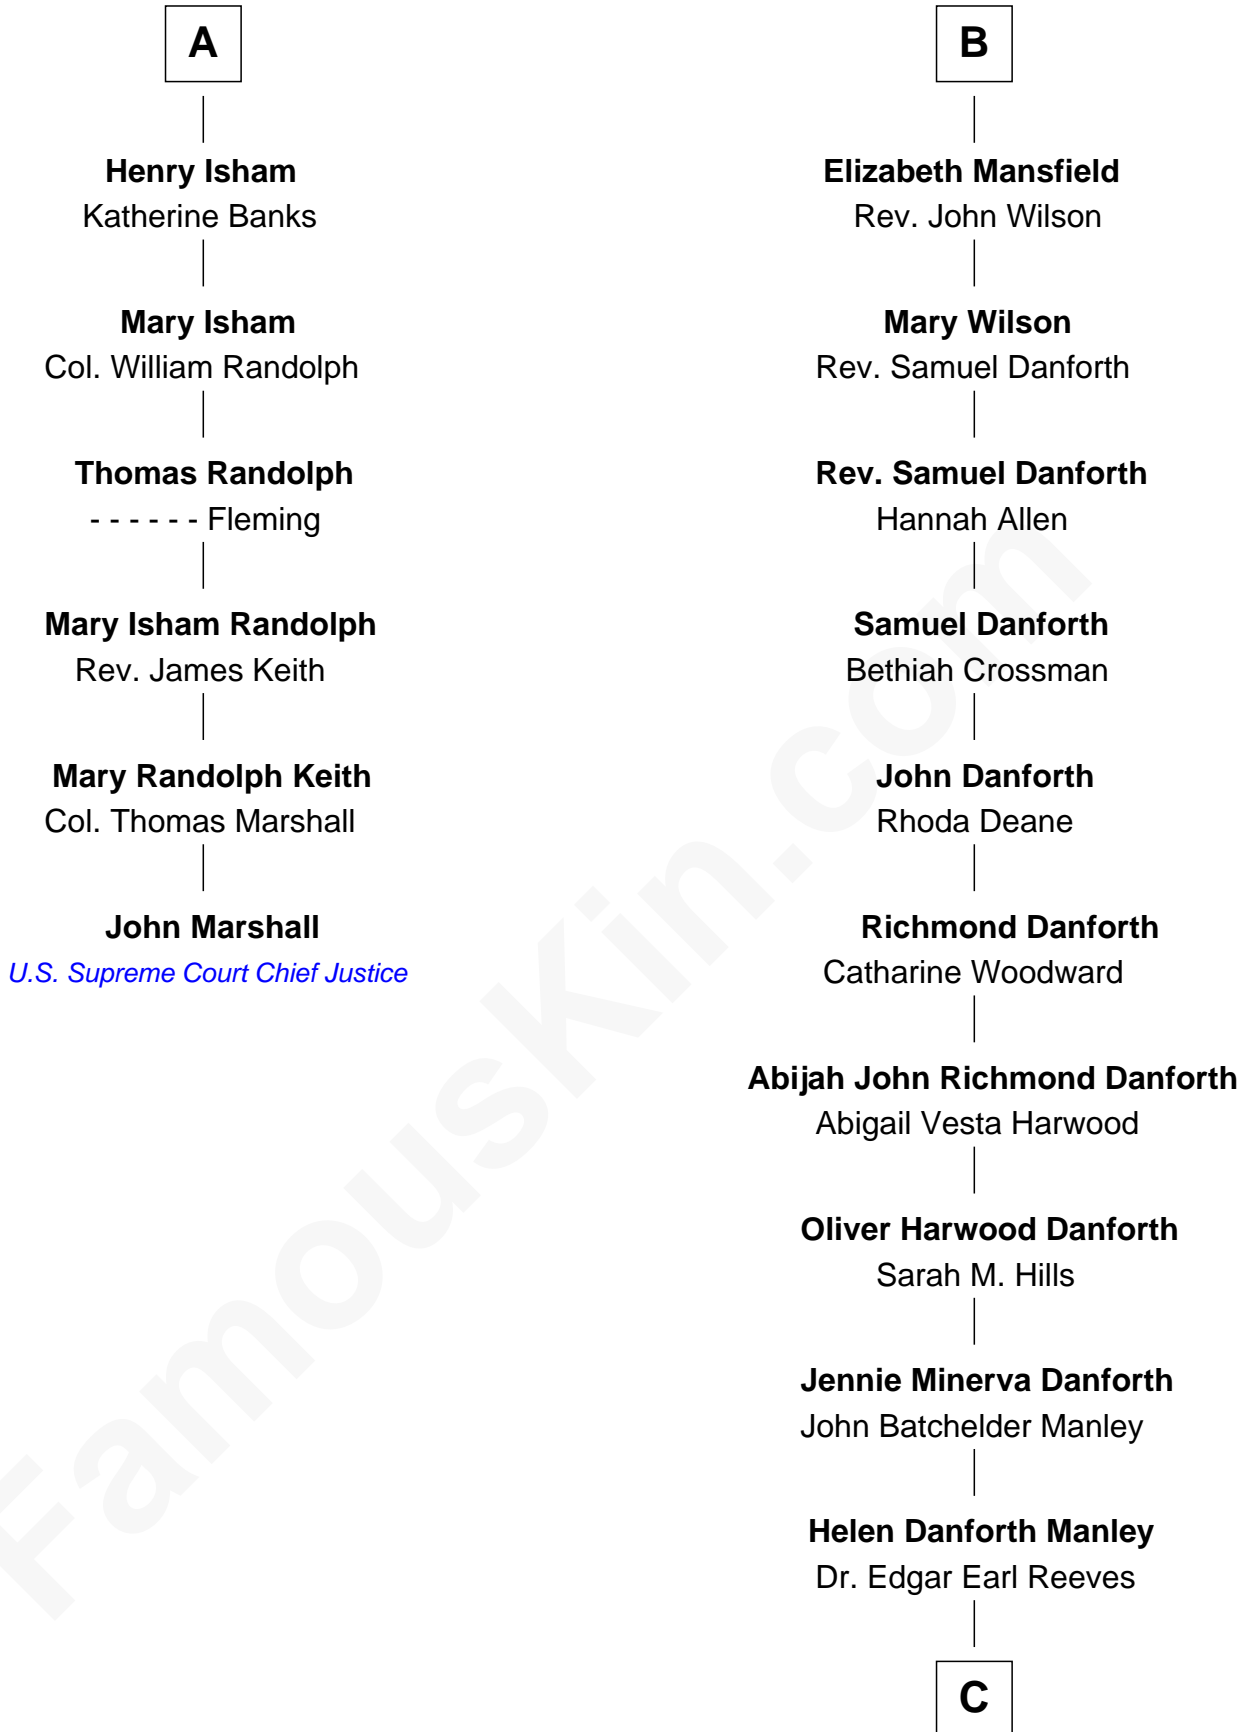 A
Henry Isham
Katherine Banks
Mary Isham
Col. William Randolph
Thomas Randolph
- - - - - - Fleming
Mary Isham Randolph
Rev. James Keith
Mary Randolph Keith
Col. Thomas Marshall
John Marshall
U.S. Supreme Court Chief Justice
B
Elizabeth Mansfield
Rev. John Wilson
Mary Wilson
Rev. Samuel Danforth
Rev. Samuel Danforth
Hannah Allen
Samuel Danforth
Bethiah Crossman
John Danforth
Rhoda Deane
Richmond Danforth
Catharine Woodward
Abijah John Richmond Danforth
Abigail Vesta Harwood
Oliver Harwood Danforth
Sarah M. Hills
Jennie Minerva Danforth
John Batchelder Manley
Helen Danforth Manley
Dr. Edgar Earl Reeves
C
FamousKin.com